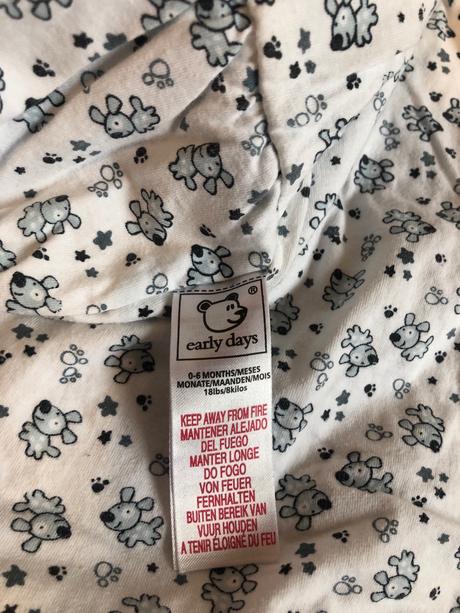 ®
early days
0-6 MONTHS/MESES
MONATE/MAANDEN/MOIS
18lbs/8kilos
KEEP AWAY FROM FIRE
MANTENER ALEJADO
DEL FUEGO
MANTER LONGE
DO FOGO
VON FEUER
FERNHALTEN
BUITEN BEREIK VAN
VUUR HOUDEN
A TENIR ÉLOIGNÉ DU FEU